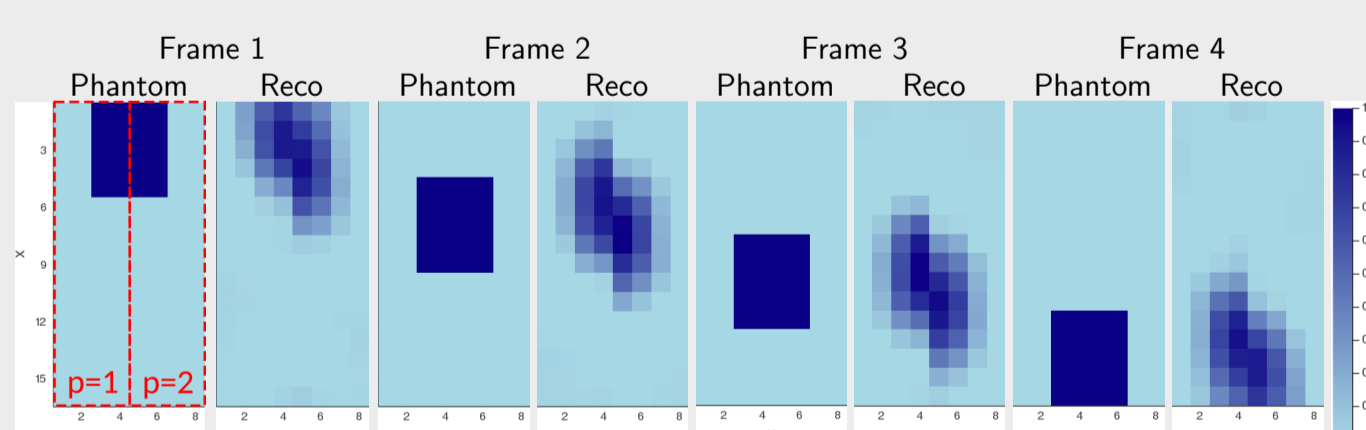 Frame 1 Frame 2 Frame 3 Frame 4
Phantom Reco Phantom Reco Phantom Reco Phantom Reco
3
6
x
9
12
15
p=1 p=2
2 4 6 8 2 4 6 8 2 4 6 8 2 4 6 8 2 4 6 8 2 4 6 8 2 4 6 8 2 4 6 8